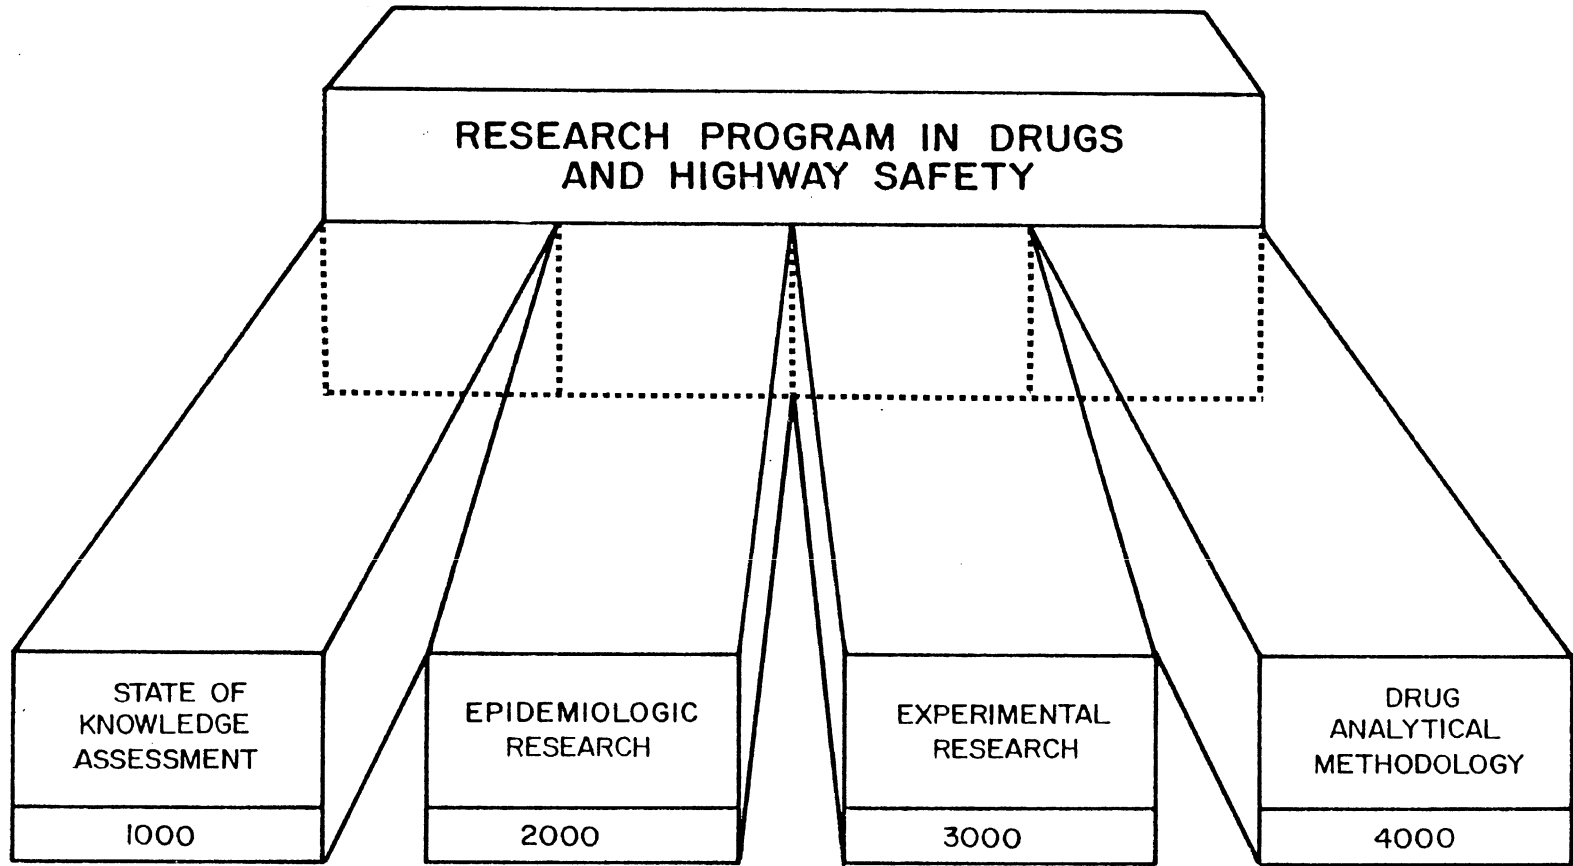 RESEARCH PROGRAM IN DRUGS
AND HIGHWAY SAFETY
STATE OF
KNOWLEDGE
ASSESSMENT
1000
EPIDEMIOLOGIC
RESEARCH
2000
EXPERIMENTAL
RESEARCH
3000
DRUG
ANALYTICAL
METHODOLOGY
4000